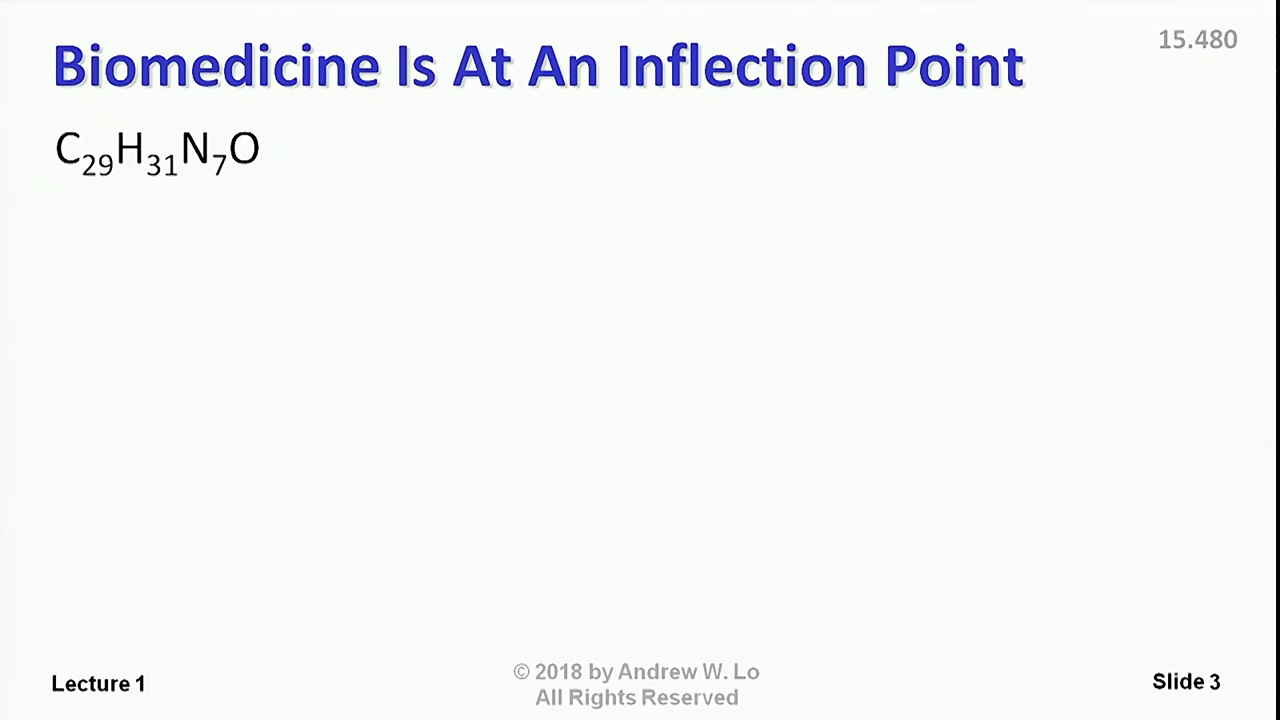 Biomedicine Is At An Inflection Point
15.480
C₂₉H₃₁N₇O
Lecture 1
© 2018 by Andrew W. Lo
All Rights Reserved
Slide 3